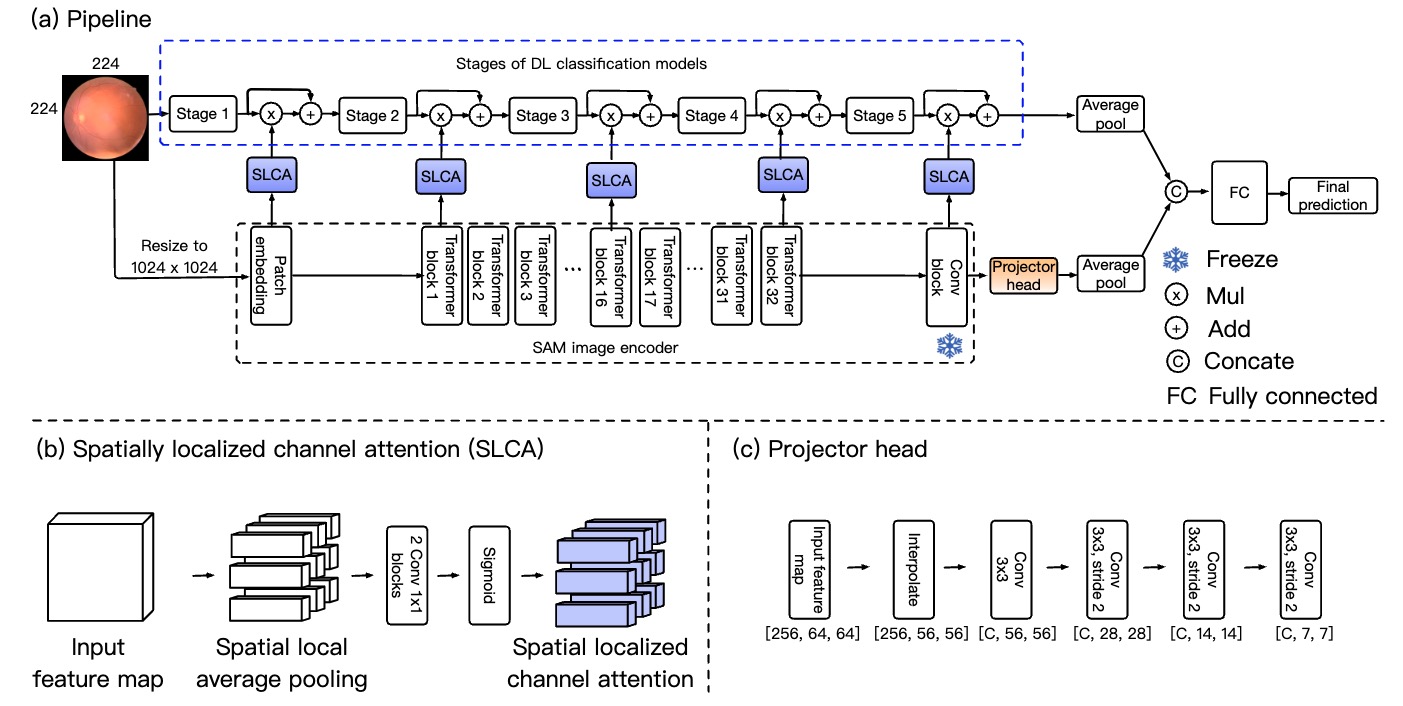 (a) Pipeline
224
224
Stages of DL classification models
Stage 1
x
+
Stage 2
x
+
Stage 3
x
+
Stage 4
x
+
Stage 5
x
+
Average
pool
SLCA
SLCA
SLCA
SLCA
SLCA
C
FC
Final
prediction
Resize to
1024 x 1024
Patch
embedding
Transformer
block 1
Transformer
block 2
Transformer
block 3
...
Transformer
block 16
Transformer
block 17
...
Transformer
block 31
Transformer
block 32
Conv
block
Projector
head
Average
pool
SAM image encoder
Freeze
x Mul
+ Add
C Concate
FC Fully connected
(b) Spatially localized channel attention (SLCA)
2 Conv 1x1
blocks
Sigmoid
Input
feature map
Spatial local
average pooling
Spatial localized
channel attention
(c) Projector head
Input feature
map
Interpolate
Conv
3x3
Conv
3x3, stride 2
Conv
3x3, stride 2
Conv
3x3, stride 2
[256, 64, 64]
[256, 56, 56]
[C, 56, 56]
[C, 28, 28]
[C, 14, 14]
[C, 7, 7]